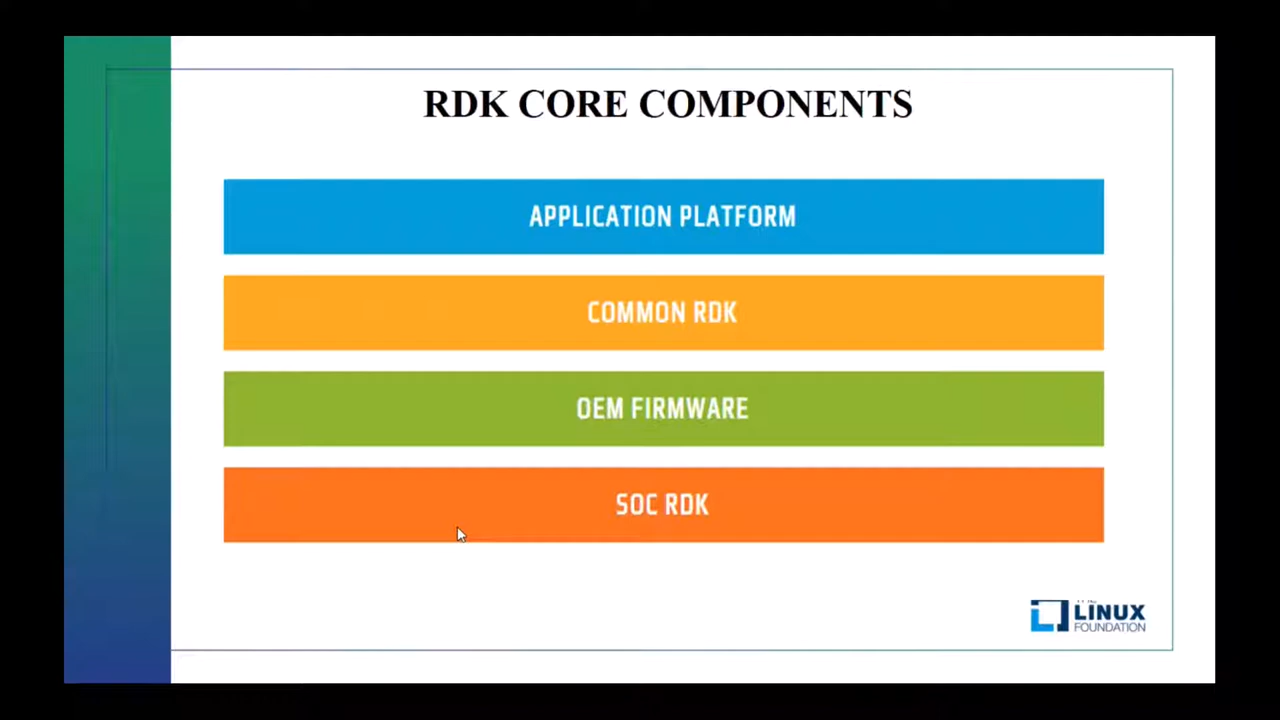 RDK CORE COMPONENTS
APPLICATION PLATFORM
COMMON RDK
OEM FIRMWARE
SOC RDK
LINUX
FOUNDATION